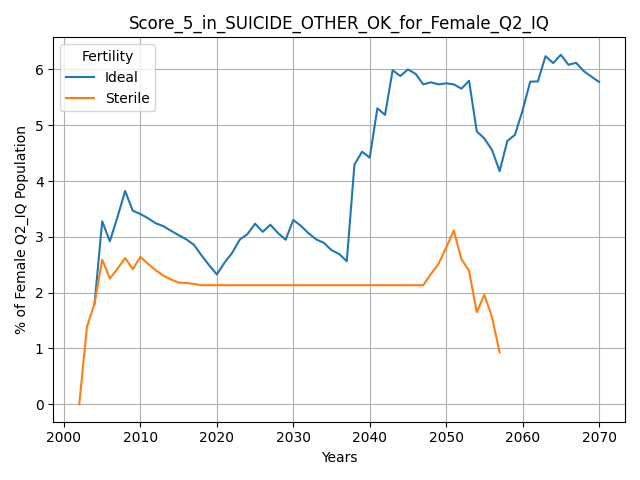 Score_5_in_SUICIDE_OTHER_OK_for_Female_Q2_IQ
Fertility
Ideal
Sterile
% of Female Q2_IQ Population
6
5
4
3
2
1
0
2000 2010 2020 2030 2040 2050 2060 2070
Years